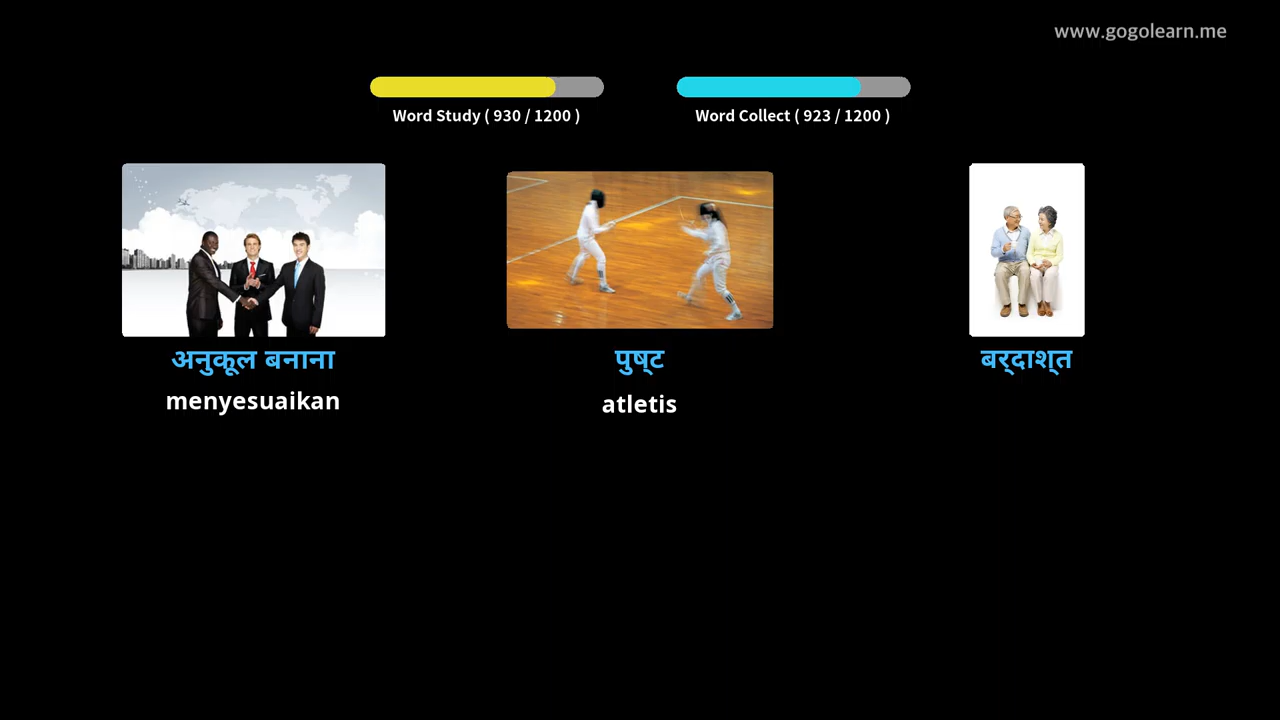 www.gogolearn.me
Word Study ( 930 / 1200 )
Word Collect ( 923 / 1200 )
अनुकूल बनाना
पुष्ट
बर्दाश्त
menyesuaikan
atletis